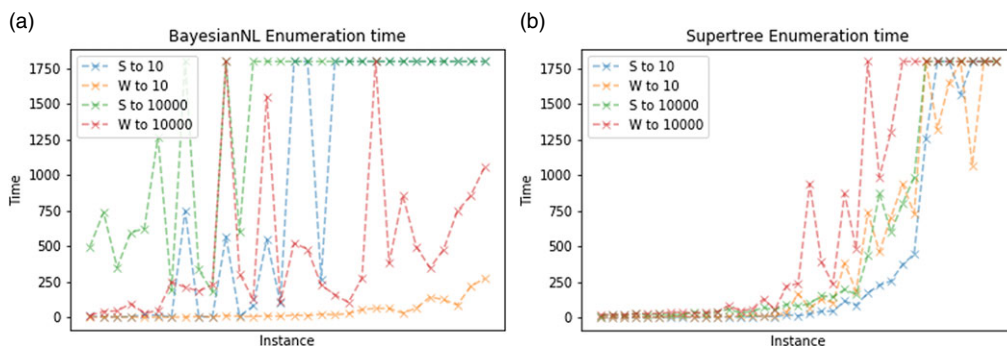 (a)
BayesianNL Enumeration time
Time
1750
1500
1250
1000
750
500
250
0
S to 10
W to 10
S to 10000
W to 10000
Instance
(b)
Supertree Enumeration time
Time
1750
1500
1250
1000
750
500
250
0
S to 10
W to 10
S to 10000
W to 10000
Instance